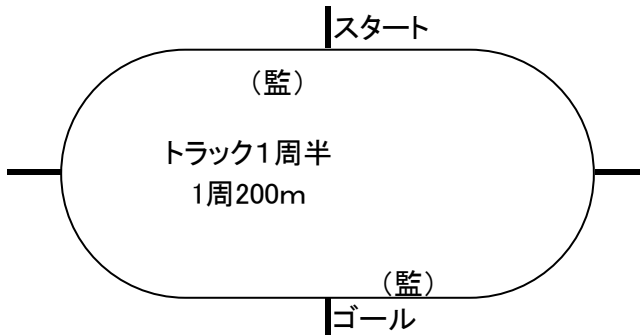 スタート
（監）
トラック１周半
1周200ｍ
（監）
ゴール